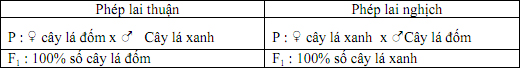 Phép lai thuận Phép lai nghịch
P : ♀ cây lá đốm x ♂ Cây lá xanh P : ♀ cây lá xanh x ♂Cây lá đốm
F₁ : 100% số cây lá đốm F₁ : 100% số cây lá xanh